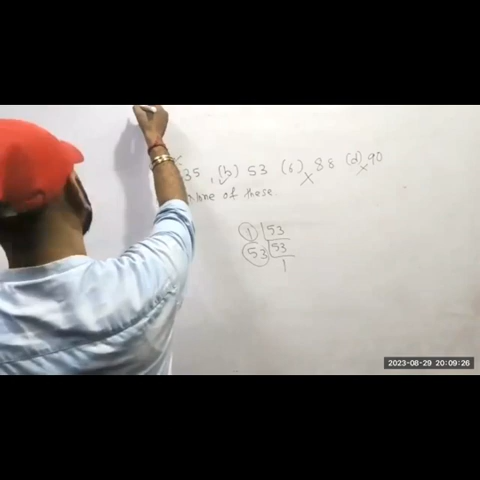 35, (b) 53 (c) 88 (d) 90
None of these
1 | 53
53 | 53
1
2023-08-29 20:09:26